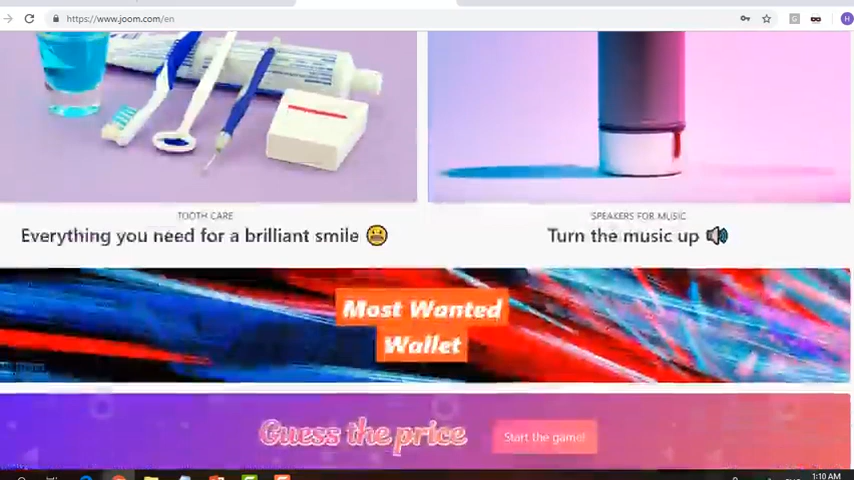 https://www.joom.com/en
G
H
TOOTH CARE
SPEAKERS FOR MUSIC
Everything you need for a brilliant smile 😬
Turn the music up 🔊
Most Wanted
Wallet
Guess the price
Start the game!
1:10 AM